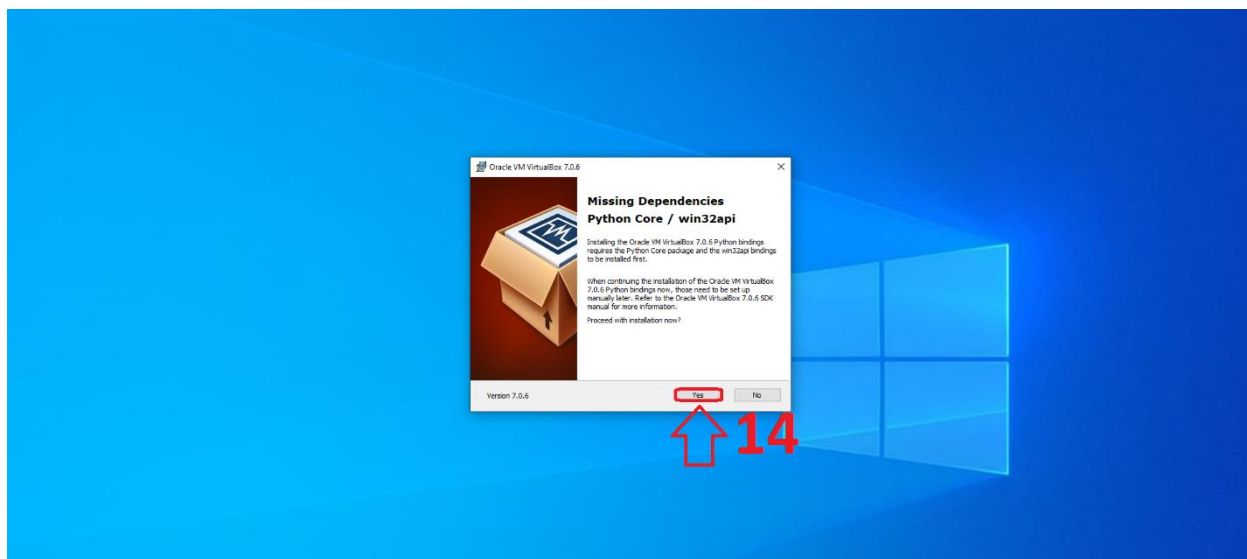 Oracle VM VirtualBox 7.0.6
Missing Dependencies
Python Core / win32api
Installing the Oracle VM VirtualBox 7.0.6 Python bindings
requires the Python Core package and the win32api bindings
to be installed first.
When continuing the installation of the Oracle VM VirtualBox
7.0.6 Python bindings now, those need to be set up
manually later. Refer to the Oracle VM VirtualBox 7.0.6 SDK
manual for more information.
Proceed with installation now?
Version 7.0.6
Yes
No
14